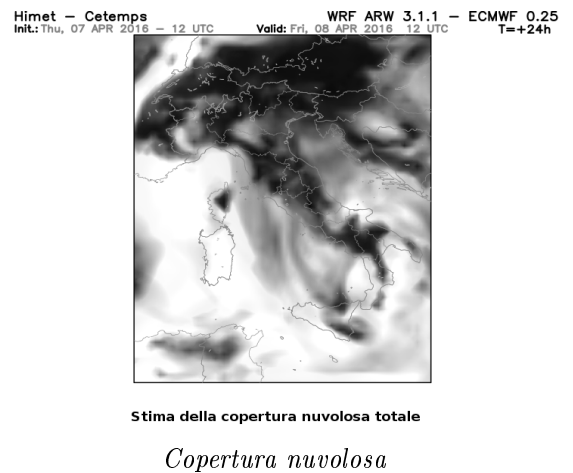 Himet – Cetemps WRF ARW 3.1.1 – ECMWF 0.25
Init.: Thu, 07 APR 2016 – 12 UTC Valid: Fri, 08 APR 2016 12 UTC T=+24h
Stima della copertura nuvolosa totale
Copertura nuvolosa